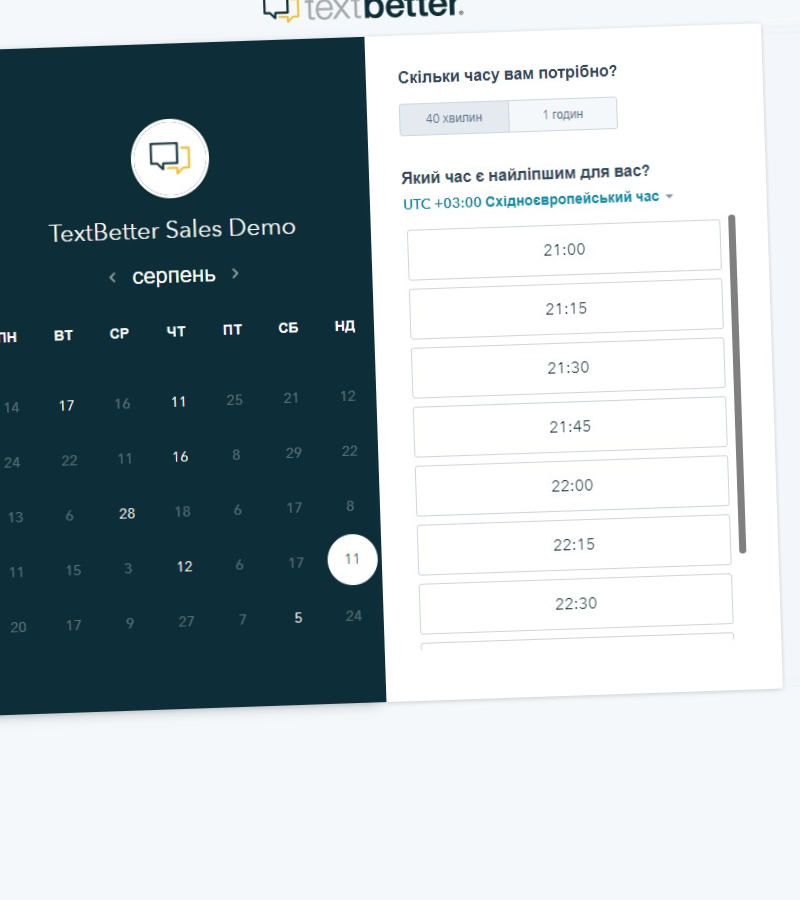 textbetter.
TextBetter Sales Demo
серпень
ПН ВТ СР ЧТ ПТ СБ НД
14 17 16 11 25 21 12
24 22 11 16 8 29 22
13 6 28 18 6 17 8
11 15 3 12 6 17 11
20 17 9 27 7 5 24
Скільки часу вам потрібно?
40 хвилин 1 годин
Який час є найліпшим для вас?
UTC +03:00 Східноєвропейський час
21:00
21:15
21:30
21:45
22:00
22:15
22:30